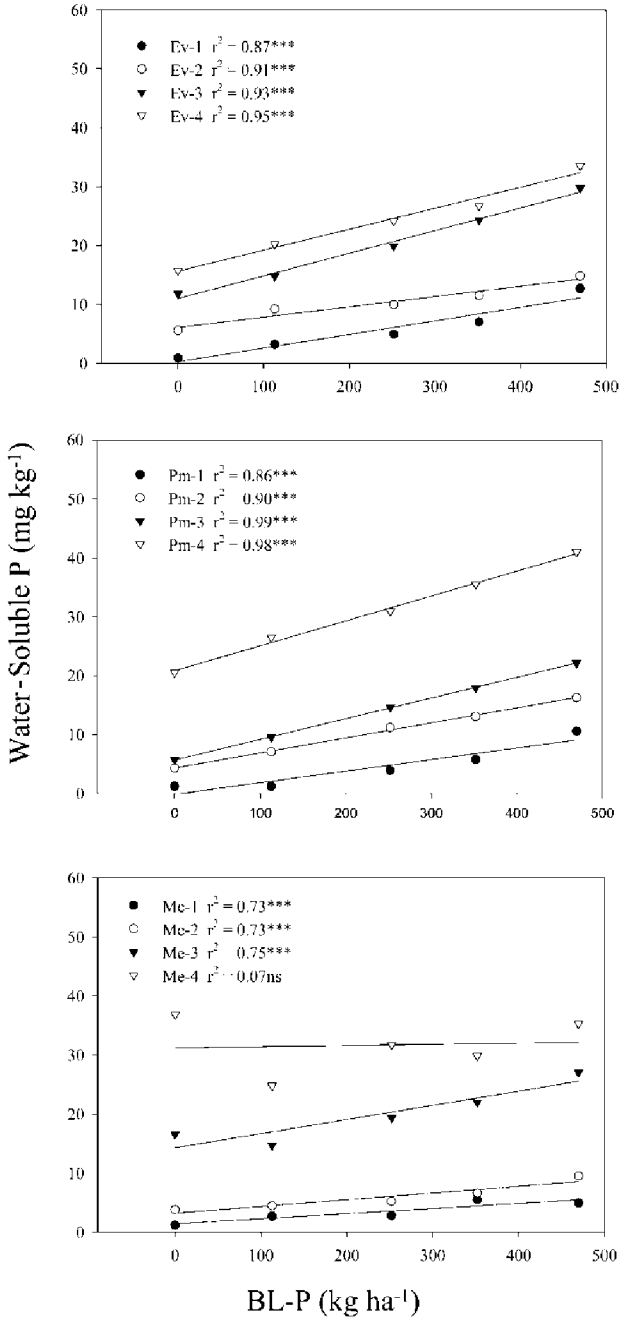 60
50
40
30
20
10
0
Ev-1 r² = 0.87***
Ev-2 r² = 0.91***
Ev-3 r² = 0.93***
Ev-4 r² = 0.95***
0 100 200 300 400 500
Water-Soluble P (mg kg⁻¹)
60
50
40
30
20
10
0
Pm-1 r² = 0.86***
Pm-2 r² 0.90***
Pm-3 r² = 0.99***
Pm-4 r² = 0.98***
0 100 200 300 400 500
60
50
40
30
20
10
0
Me-1 r² = 0.73***
Me-2 r² = 0.73***
Me-3 r² 0.75***
Me-4 r² 0.07ns
0 100 200 300 400 500
BL-P (kg ha⁻¹)